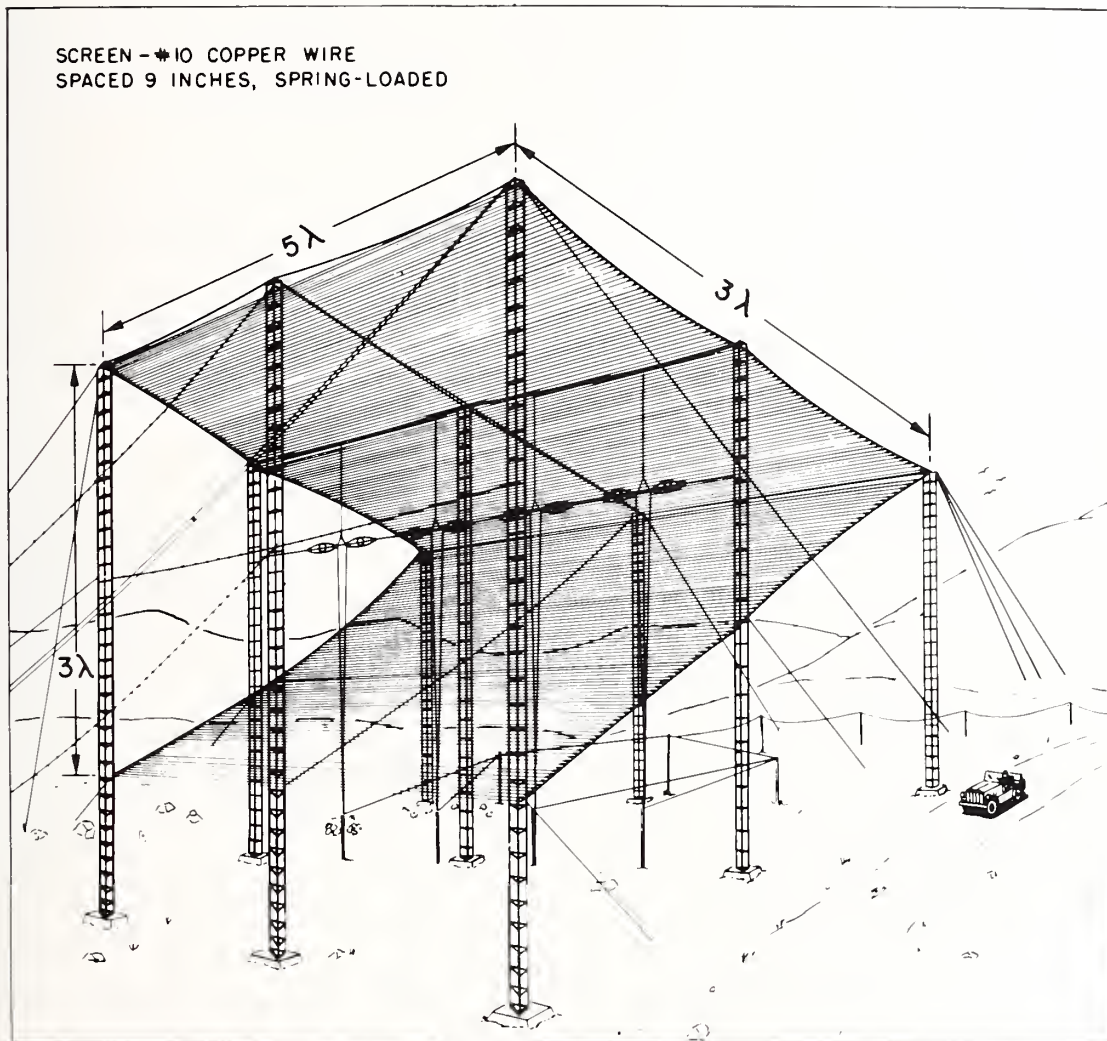 SCREEN - #10 COPPER WIRE
SPACED 9 INCHES, SPRING-LOADED
5λ
3λ
3λ